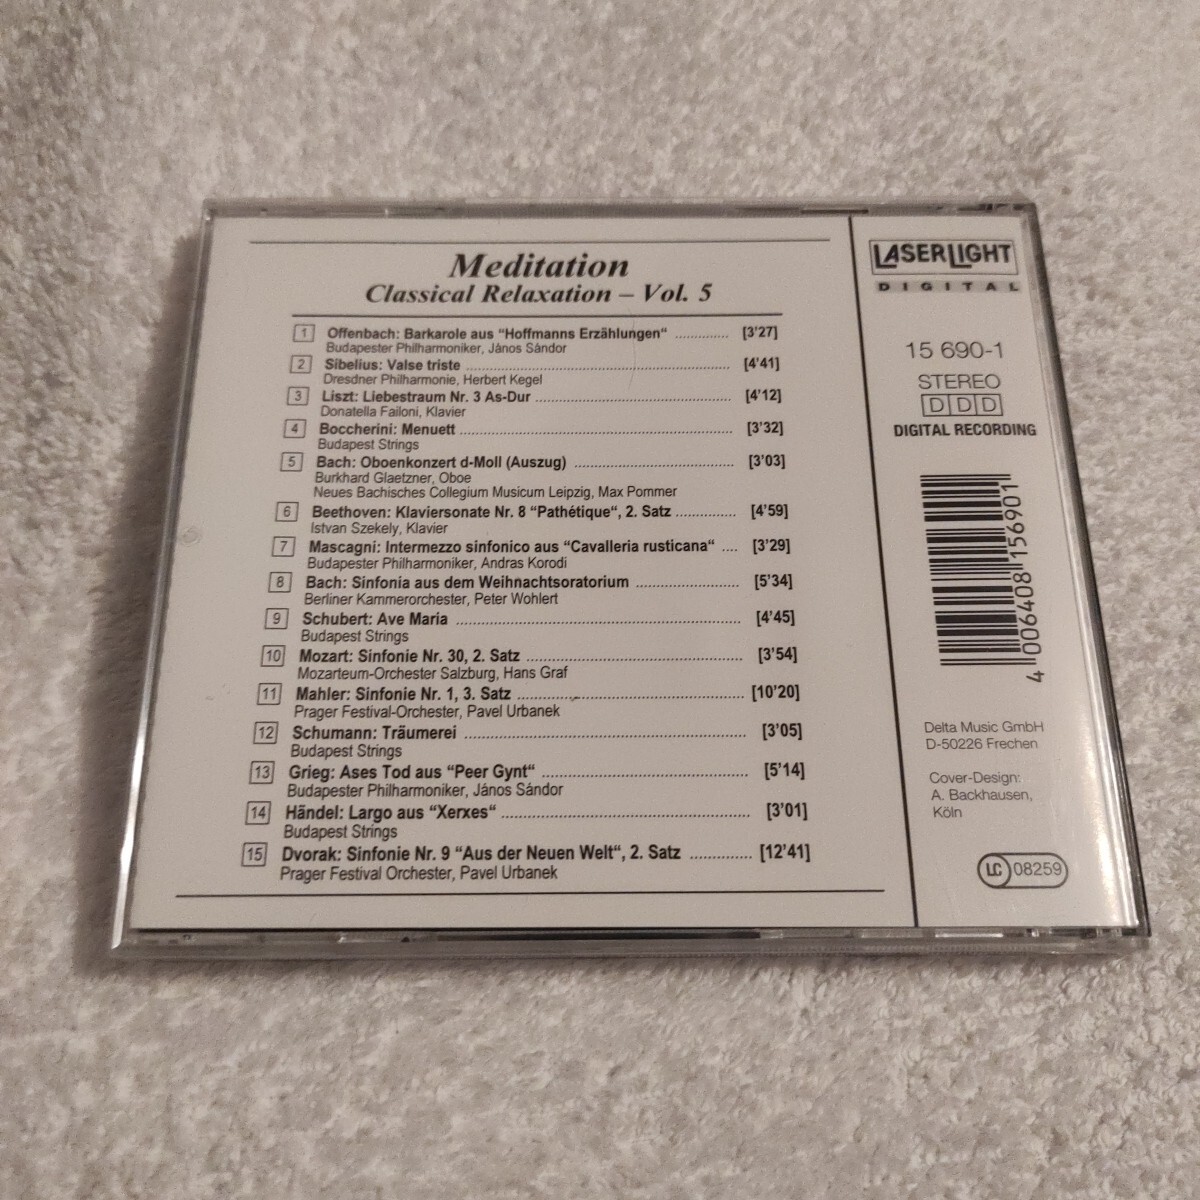 Meditation
Classical Relaxation – Vol. 5
1 Offenbach: Barkarole aus “Hoffmanns Erzählungen“ .............. [3’27]
Budapester Philharmoniker, János Sándor
2 Sibelius: Valse triste .............. [4’41]
Dresdner Philharmonie, Herbert Kegel
3 Liszt: Liebestraum Nr. 3 As-Dur .............. [4’12]
Donatella Failoni, Klavier
4 Boccherini: Menuett .............. [3’32]
Budapest Strings
5 Bach: Oboenkonzert d-Moll (Auszug) .............. [3’03]
Burkhard Glaetzner, Oboe
Neues Bachisches Collegium Musicum Leipzig, Max Pommer
6 Beethoven: Klaviersonate Nr. 8 “Pathétique“, 2. Satz .............. [4’59]
Istvan Szekely, Klavier
7 Mascagni: Intermezzo sinfonico aus “Cavalleria rusticana“ .... [3’29]
Budapester Philharmoniker, Andras Korodi
8 Bach: Sinfonia aus dem Weihnachtsoratorium .............. [5’34]
Berliner Kammerorchester, Peter Wohlert
9 Schubert: Ave Maria .............. [4’45]
Budapest Strings
10 Mozart: Sinfonie Nr. 30, 2. Satz .............. [3’54]
Mozarteum-Orchester Salzburg, Hans Graf
11 Mahler: Sinfonie Nr. 1, 3. Satz .............. [10’20]
Prager Festival-Orchester, Pavel Urbanek
12 Schumann: Träumerei .............. [3’05]
Budapest Strings
13 Grieg: Ases Tod aus “Peer Gynt“ .............. [5’14]
Budapester Philharmoniker, János Sándor
14 Händel: Largo aus “Xerxes“ .............. [3’01]
Budapest Strings
15 Dvorak: Sinfonie Nr. 9 “Aus der Neuen Welt“, 2. Satz .............. [12’41]
Prager Festival Orchester, Pavel Urbanek
LASERLIGHT
DIGITAL
15 690-1
STEREO
DDD
DIGITAL RECORDING
4 006408 156901
Delta Music GmbH
D-50226 Frechen
Cover-Design:
A. Backhausen,
Köln
LC 08259